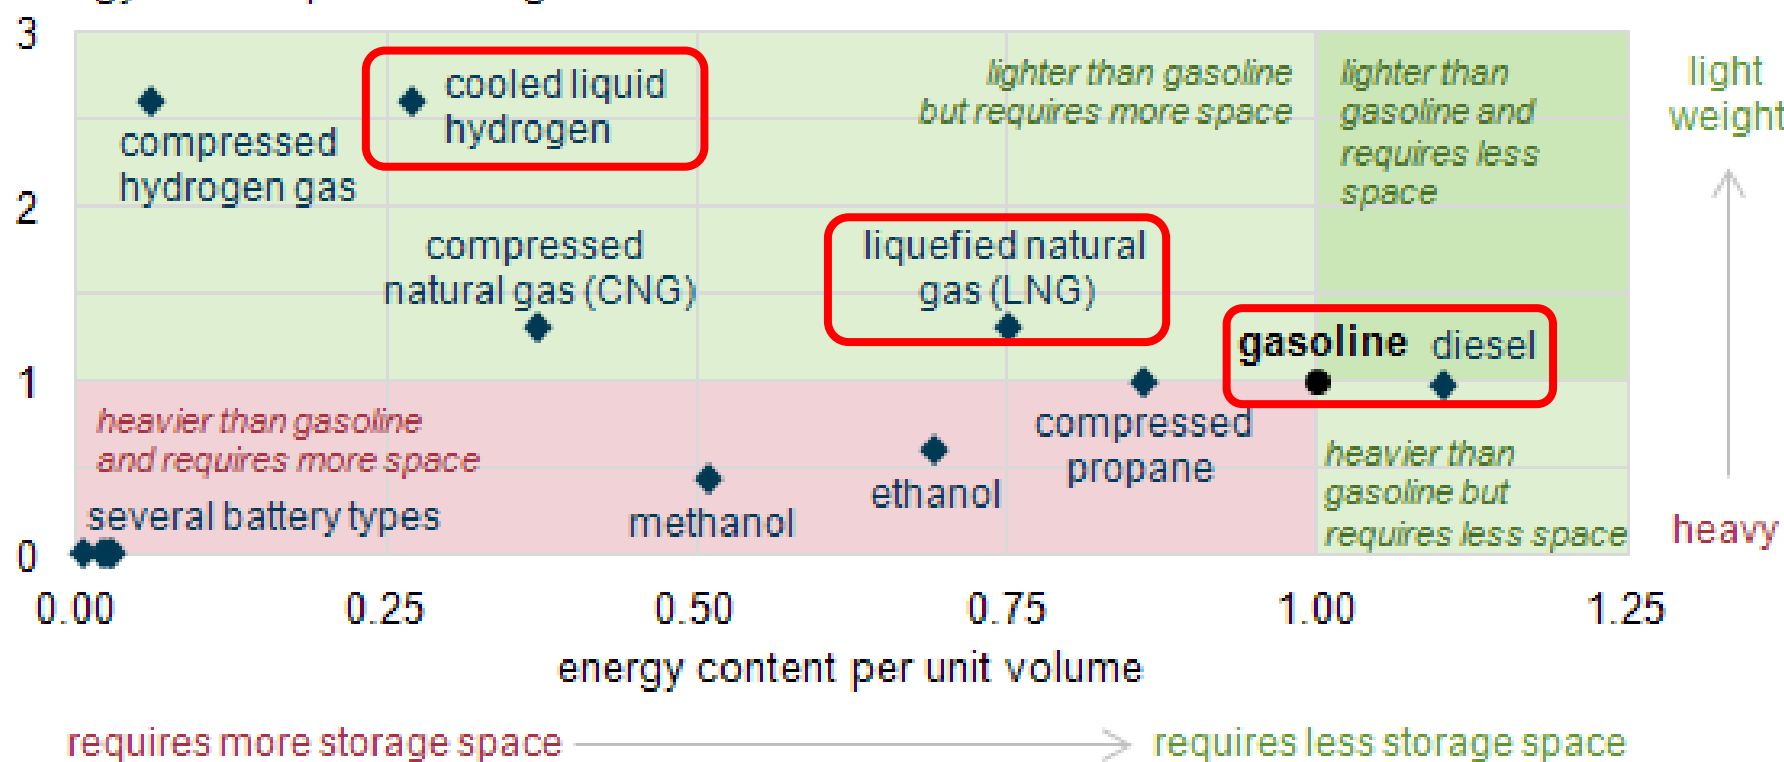 3
cooled liquid
hydrogen
compressed
hydrogen gas
lighter than gasoline
but requires more space
lighter than
gasoline and
requires less
space
light
weight
2
compressed
natural gas (CNG)
liquefied natural
gas (LNG)
gasoline diesel
1
heavier than gasoline
and requires more space
several battery types
methanol
ethanol
compressed
propane
heavier than
gasoline but
requires less space
heavy
0
0.00 0.25 0.50 0.75 1.00 1.25
energy content per unit volume
requires more storage space
requires less storage space